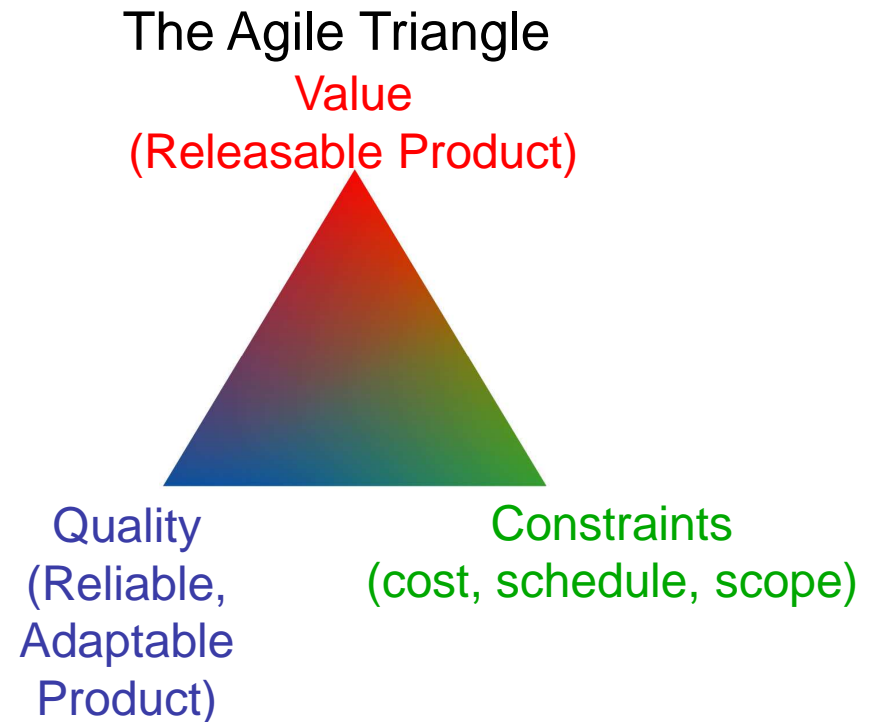 The Agile Triangle
Value
(Releasable Product)
Quality
(Reliable,
Adaptable
Product)
Constraints
(cost, schedule, scope)